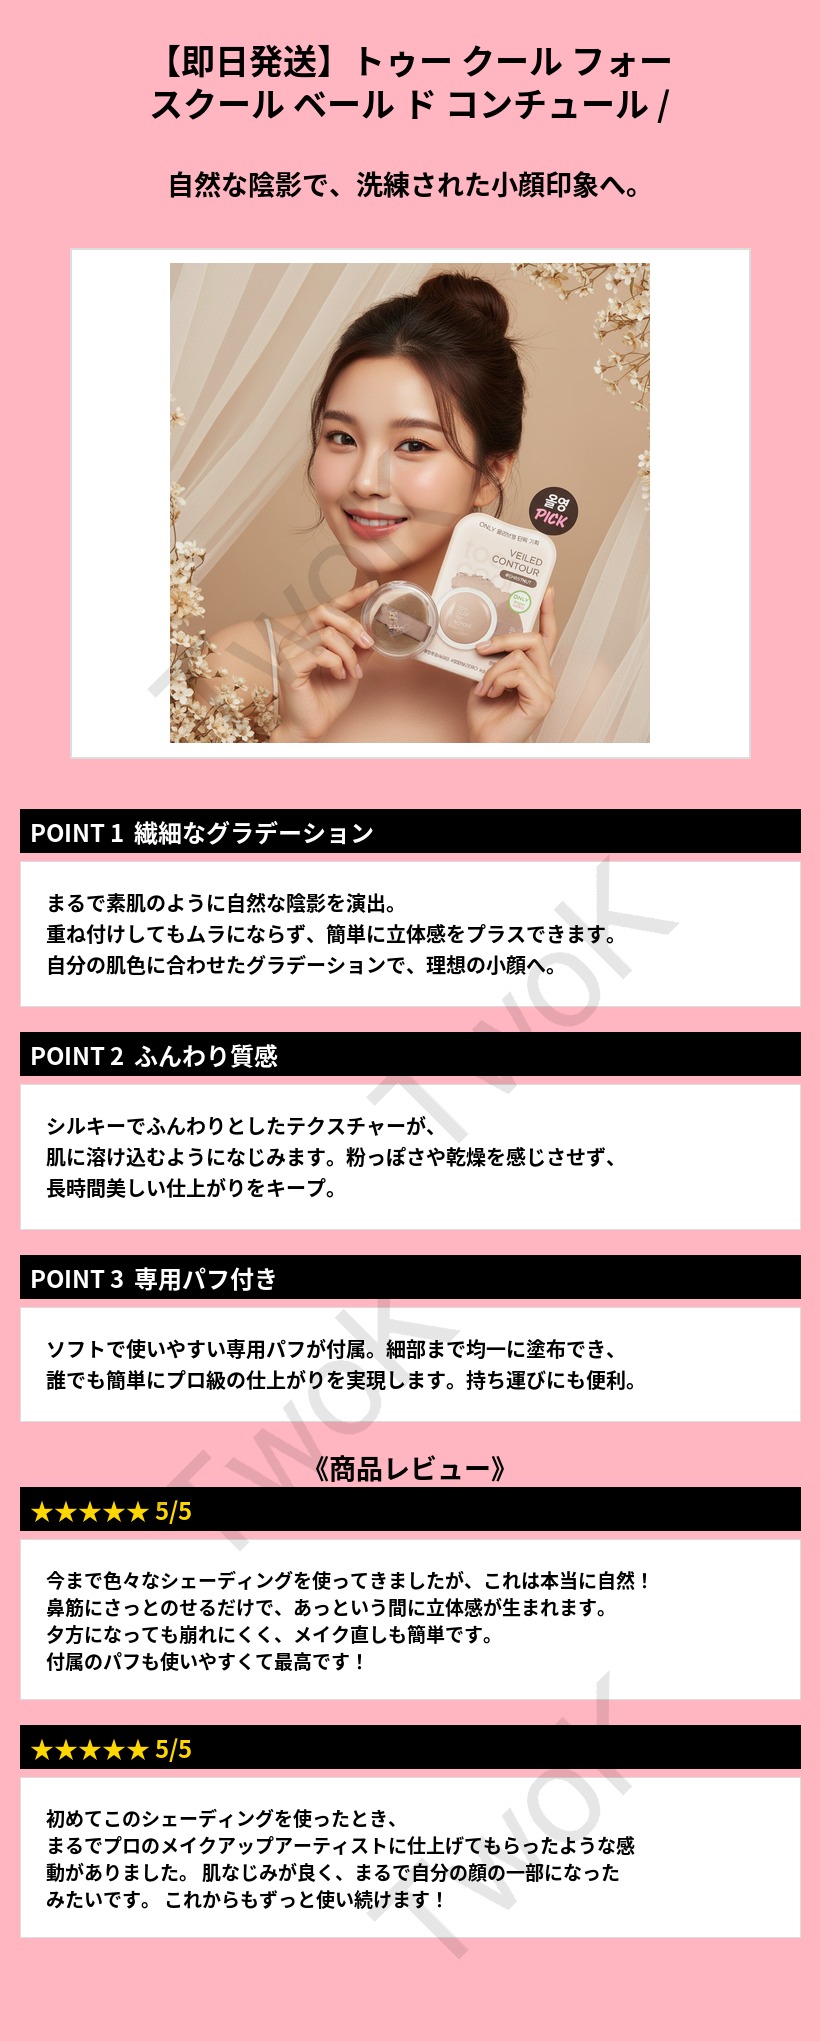 【即日発送】トゥー クール フォー
スクール ベール ド コンチュール /
自然な陰影で、洗練された小顔印象へ。
올영
PICK
ONLY 올리브영 단독 기획
VEILED
CONTOUR
#CHESTNUT
ONLY
TwoK
POINT 1 繊細なグラデーション
まるで素肌のように自然な陰影を演出。
重ね付けしてもムラにならず、簡単に立体感をプラスできます。
自分の肌色に合わせたグラデーションで、理想の小顔へ。
TwoK
POINT 2 ふんわり質感
シルキーでふんわりとしたテクスチャーが、
肌に溶け込むようになじみます。粉っぽさや乾燥を感じさせず、
長時間美しい仕上がりをキープ。
POINT 3 専用パフ付き
ソフトで使いやすい専用パフが付属。細部まで均一に塗布でき、
誰でも簡単にプロ級の仕上がりを実現します。持ち運びにも便利。
TwoK
《商品レビュー》
★★★★★ 5/5
今まで色々なシェーディングを使ってきましたが、これは本当に自然！
鼻筋にさっとのせるだけで、あっという間に立体感が生まれます。
夕方になっても崩れにくく、メイク直しも簡単です。
付属のパフも使いやすくて最高です！
★★★★★ 5/5
初めてこのシェーディングを使ったとき、
まるでプロのメイクアップアーティストに仕上げてもらったような感
動がありました。 肌なじみが良く、まるで自分の顔の一部になった
みたいです。 これからもずっと使い続けます！
TwoK